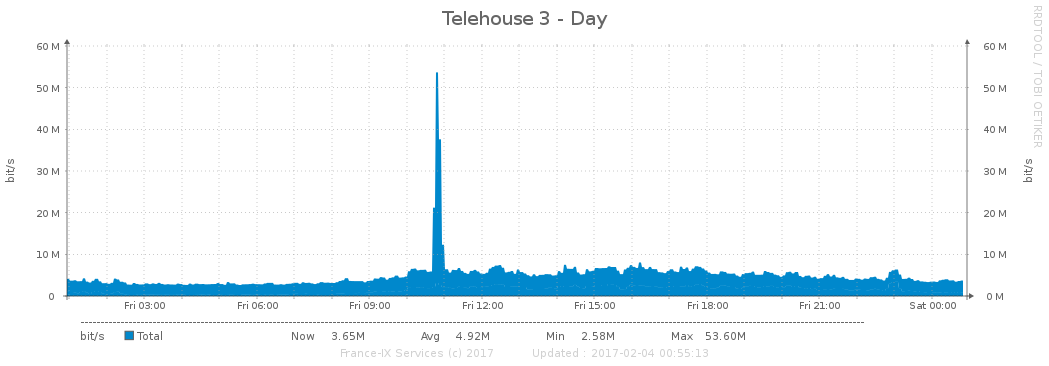 Telehouse 3 - Day
RRDTOOL / TOBI OETIKER
60 M 60 M
50 M 50 M
40 M 40 M
30 M 30 M
20 M 20 M
10 M 10 M
0 0 M
bit/s
bit/s
Fri 03:00 Fri 06:00 Fri 09:00 Fri 12:00 Fri 15:00 Fri 18:00 Fri 21:00 Sat 00:00
bit/s Total Now 3.65M Avg 4.92M Min 2.58M Max 53.60M
France-IX Services (c) 2017 Updated : 2017-02-04 00:55:13